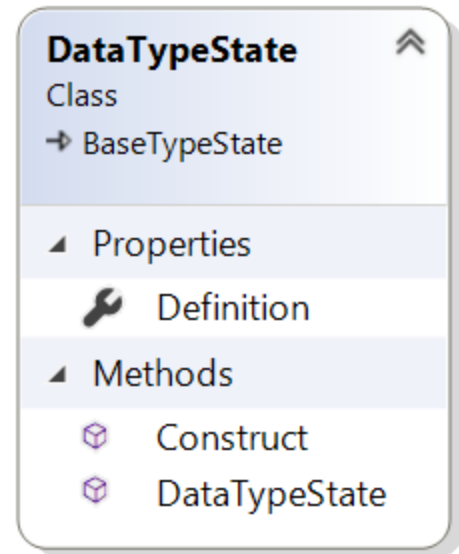 DataTypeState
Class
BaseTypeState
Properties
Definition
Methods
Construct
DataTypeState